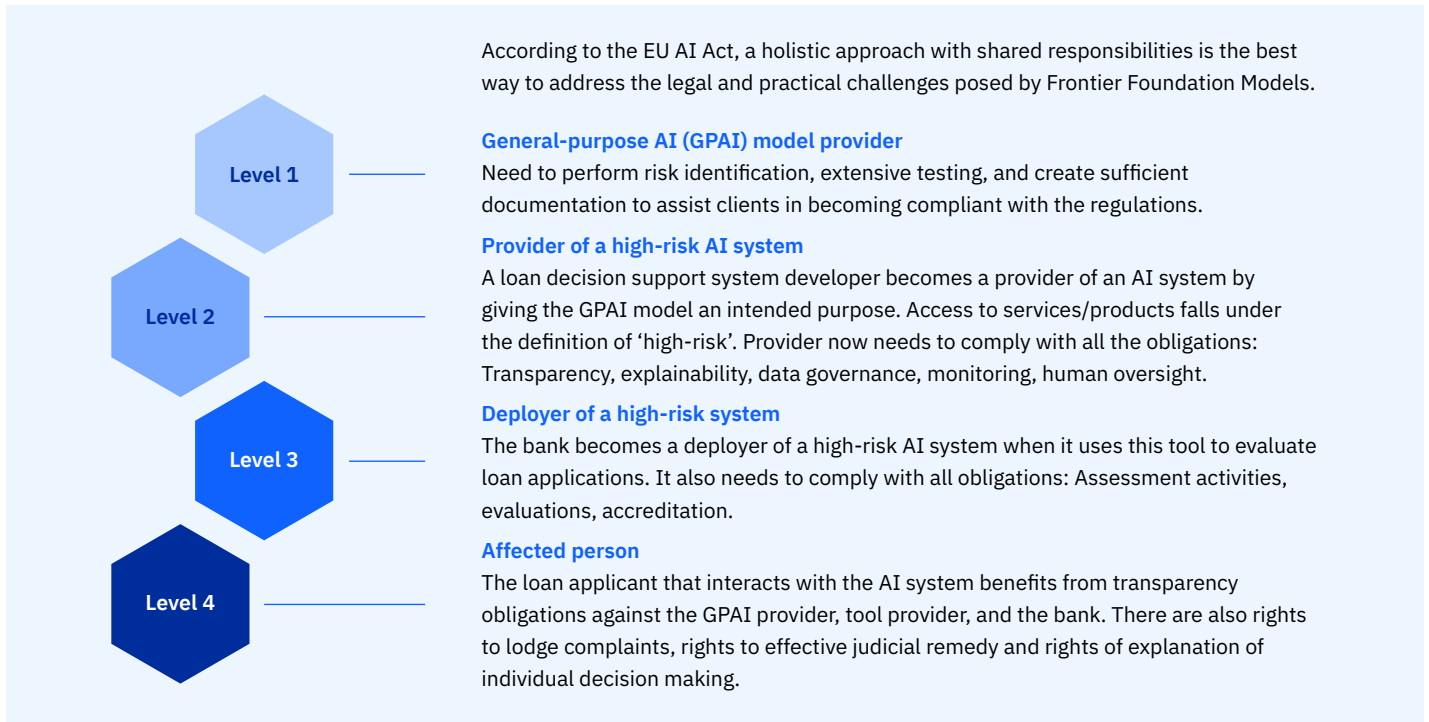 According to the EU AI Act, a holistic approach with shared responsibilities is the best
way to address the legal and practical challenges posed by Frontier Foundation Models.
Level 1
General-purpose AI (GPAI) model provider
Need to perform risk identification, extensive testing, and create sufficient
documentation to assist clients in becoming compliant with the regulations.
Level 2
Provider of a high-risk AI system
A loan decision support system developer becomes a provider of an AI system by
giving the GPAI model an intended purpose. Access to services/products falls under
the definition of ‘high-risk’. Provider now needs to comply with all the obligations:
Transparency, explainability, data governance, monitoring, human oversight.
Level 3
Deployer of a high-risk system
The bank becomes a deployer of a high-risk AI system when it uses this tool to evaluate
loan applications. It also needs to comply with all obligations: Assessment activities,
evaluations, accreditation.
Level 4
Affected person
The loan applicant that interacts with the AI system benefits from transparency
obligations against the GPAI provider, tool provider, and the bank. There are also rights
to lodge complaints, rights to effective judicial remedy and rights of explanation of
individual decision making.